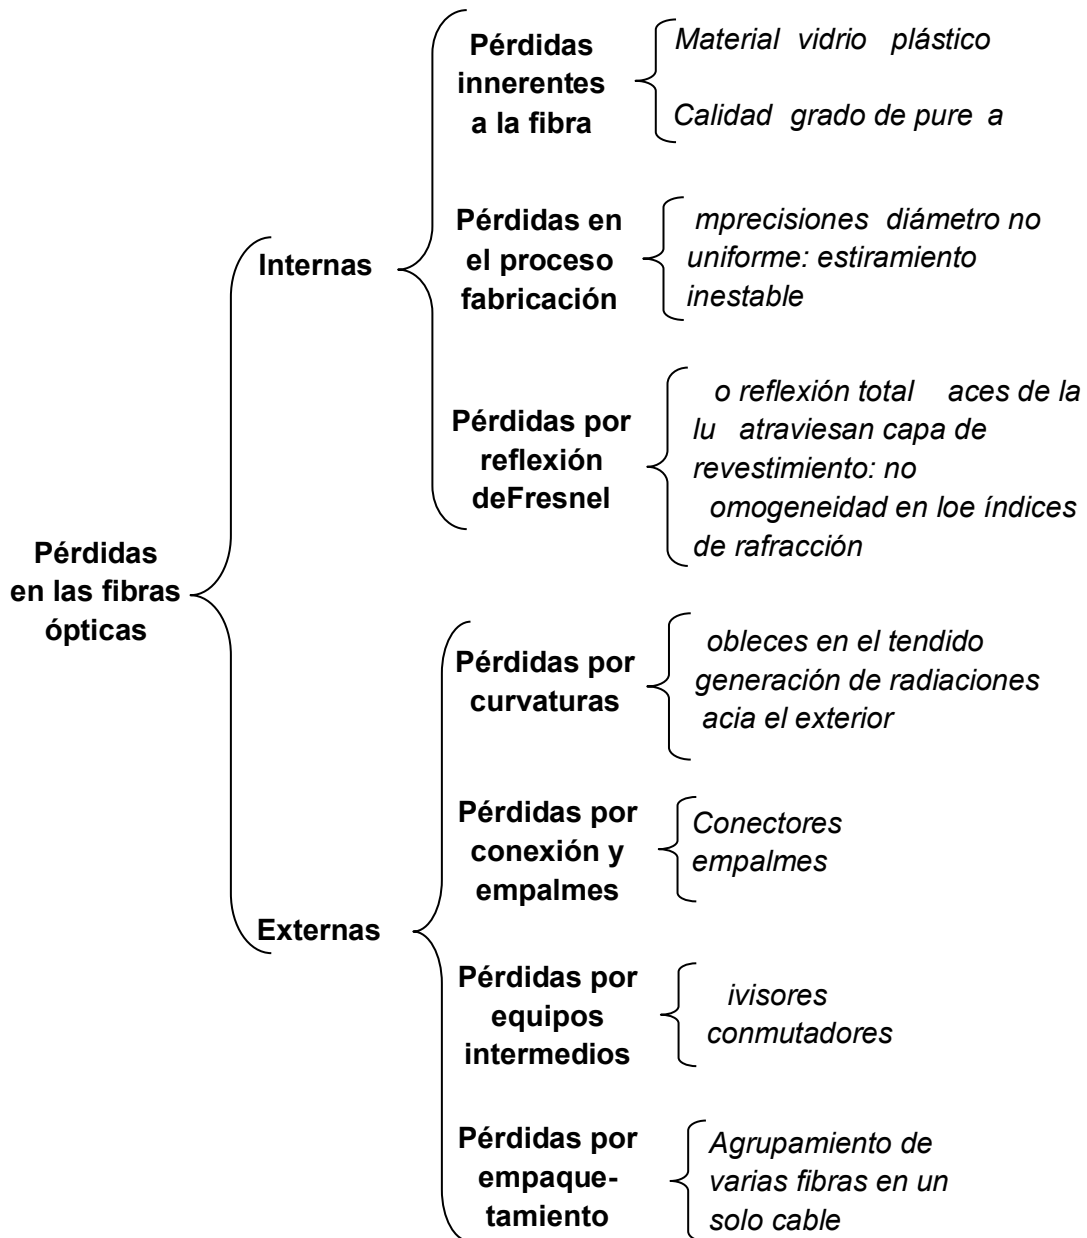 Pérdidas
en las fibras
ópticas
Internas
Pérdidas
innerentes
a la fibra
Material vidrio plástico
Calidad grado de pure a
Pérdidas en
el proceso
fabricación
mprecisiones diámetro no
uniforme: estiramiento
inestable
Pérdidas por
reflexión
deFresnel
o reflexión total aces de la
lu atraviesan capa de
revestimiento: no
omogeneidad en loe índices
de rafracción
Externas
Pérdidas por
curvaturas
obleces en el tendido
generación de radiaciones
acia el exterior
Pérdidas por
conexión y
empalmes
Conectores
empalmes
Pérdidas por
equipos
intermedios
ivisores
conmutadores
Pérdidas por
empaque-
tamiento
Agrupamiento de
varias fibras en un
solo cable